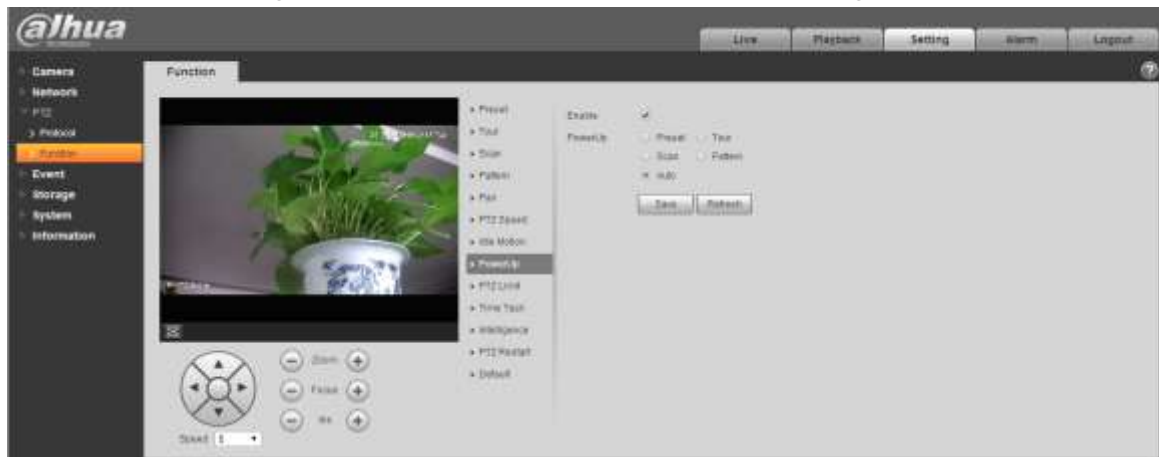 alhua
TECHNOLOGY
Live
Playback
Setting
Alarm
Logout
Camera
Network
PTZ
Protocol
Function
Event
Storage
System
Information
Function
Preset
Tour
Scan
Pattern
Pan
PTZ Speed
Idle Motion
PowerUp
PTZ Limit
Time Task
Intelligence
PTZ Restart
Default
Enable
PowerUp
Preset
Tour
Scan
Pattern
Auto
Save
Refresh
Zoom
Focus
Iris
Speed